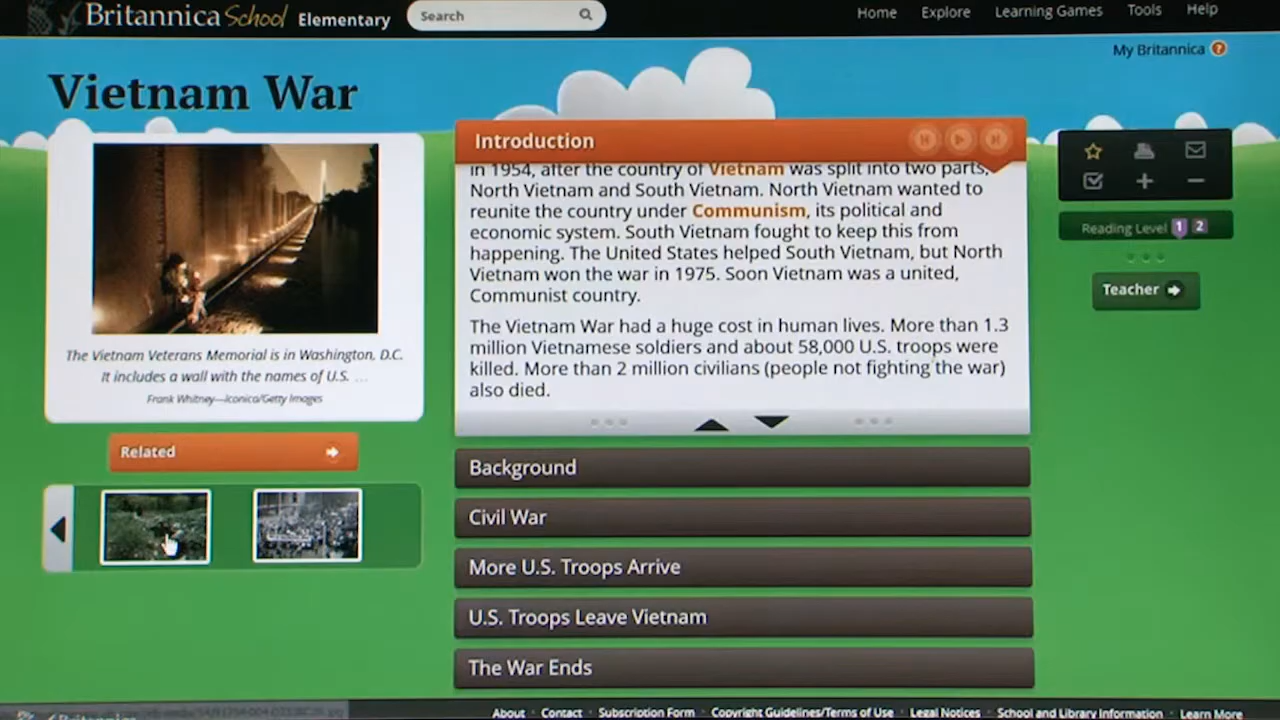 Britannica School Elementary
Search
Home Explore Learning Games Tools Help
My Britannica ?
Vietnam War
Introduction
In 1954, after the country of Vietnam was split into two parts,
North Vietnam and South Vietnam. North Vietnam wanted to
reunite the country under Communism, its political and
economic system. South Vietnam fought to keep this from
happening. The United States helped South Vietnam, but North
Vietnam won the war in 1975. Soon Vietnam was a united,
Communist country.
The Vietnam War had a huge cost in human lives. More than 1.3
million Vietnamese soldiers and about 58,000 U.S. troops were
killed. More than 2 million civilians (people not fighting the war)
also died.
The Vietnam Veterans Memorial is in Washington, D.C.
It includes a wall with the names of U.S. ...
Frank Whitney—Iconica/Getty Images
Related
Reading Level 1 2
Teacher
Background
Civil War
More U.S. Troops Arrive
U.S. Troops Leave Vietnam
The War Ends
Britannica
About Contact Subscription Form Copyright Guidelines/Terms of Use Legal Notices School and Library Information Learn More